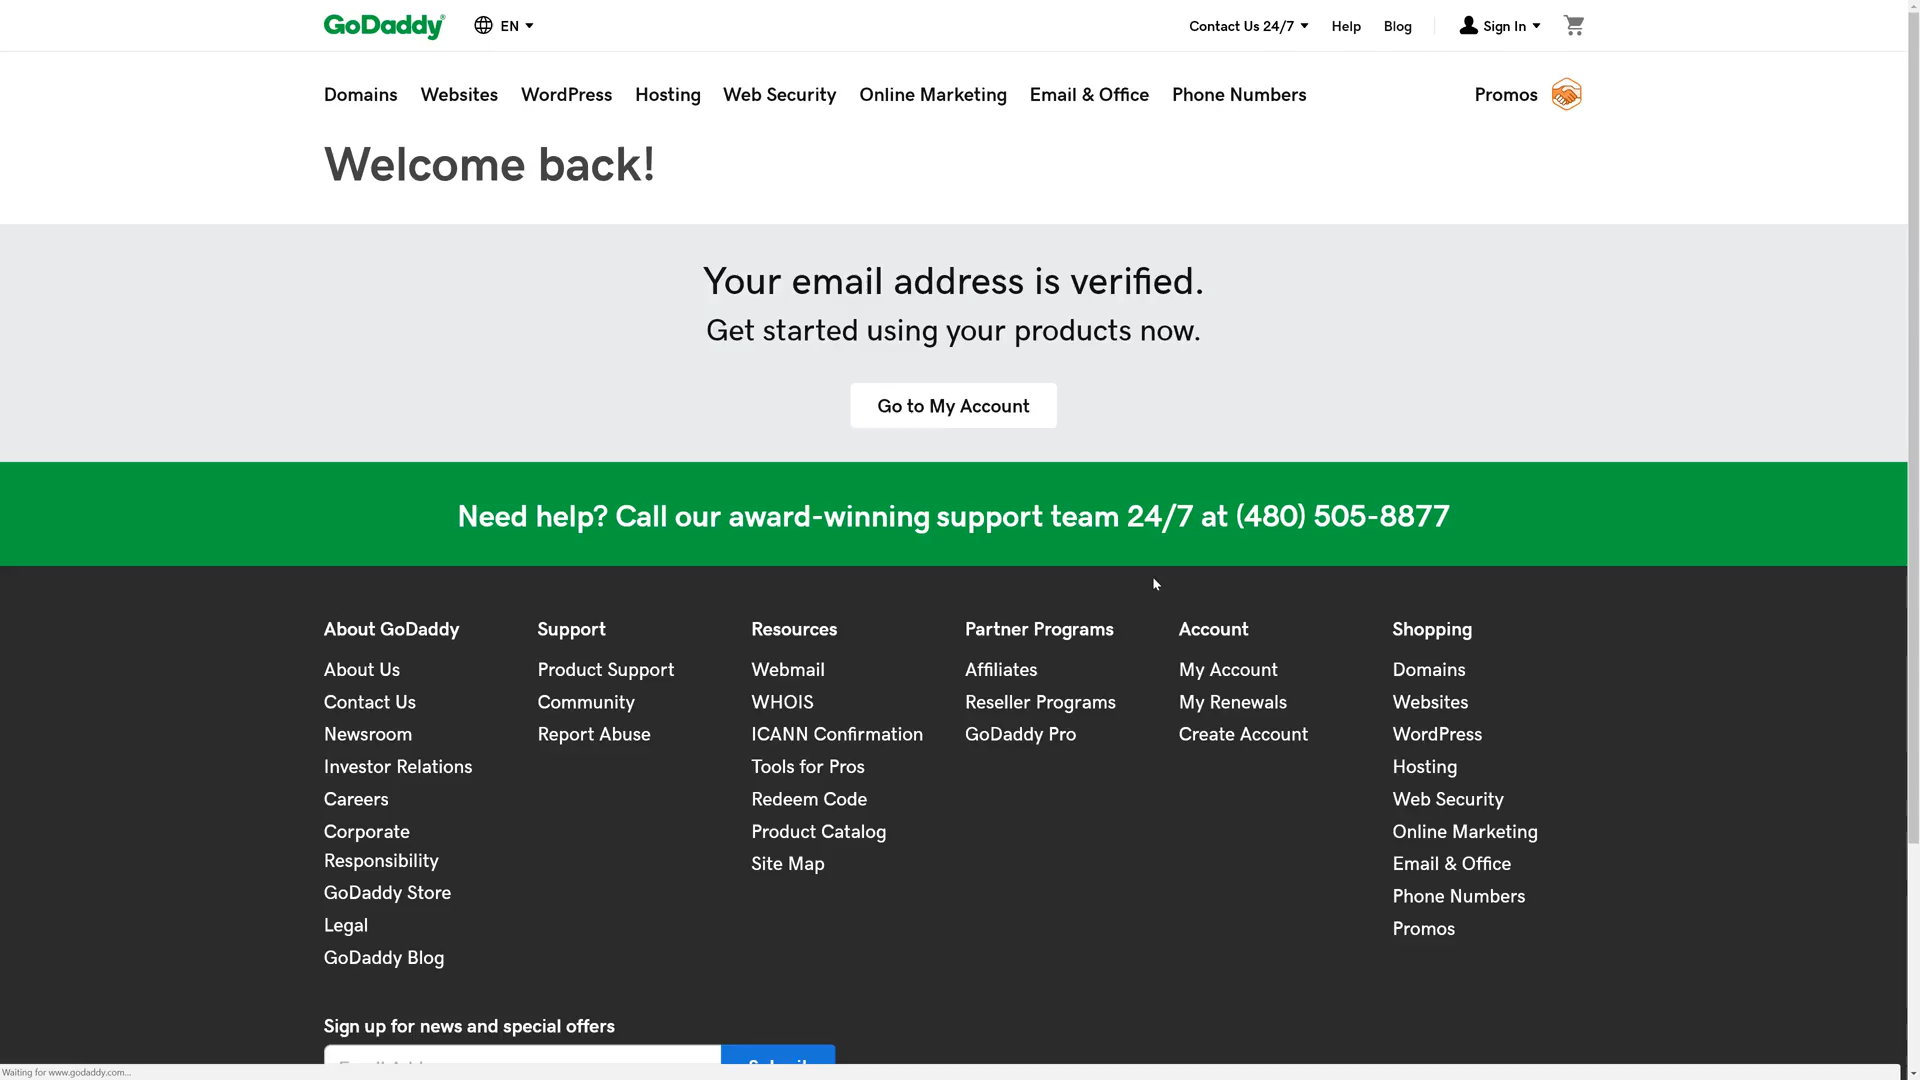 GoDaddy EN Contact Us 24/7 Help Blog Sign In
Domains Websites WordPress Hosting Web Security Online Marketing Email & Office Phone Numbers Promos
Welcome back!
Your email address is verified.
Get started using your products now.
Go to My Account
Need help? Call our award-winning support team 24/7 at (480) 505-8877
About GoDaddy
About Us
Contact Us
Newsroom
Investor Relations
Careers
Corporate
Responsibility
GoDaddy Store
Legal
GoDaddy Blog
Support
Product Support
Community
Report Abuse
Resources
Webmail
WHOIS
ICANN Confirmation
Tools for Pros
Redeem Code
Product Catalog
Site Map
Partner Programs
Affiliates
Reseller Programs
GoDaddy Pro
Account
My Account
My Renewals
Create Account
Shopping
Domains
Websites
WordPress
Hosting
Web Security
Online Marketing
Email & Office
Phone Numbers
Promos
Sign up for news and special offers
Waiting for www.godaddy.com...